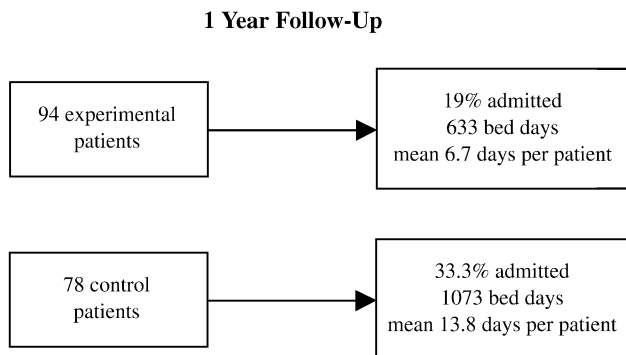 1 Year Follow-Up
94 experimental
patients
19% admitted
633 bed days
mean 6.7 days per patient
78 control
patients
33.3% admitted
1073 bed days
mean 13.8 days per patient